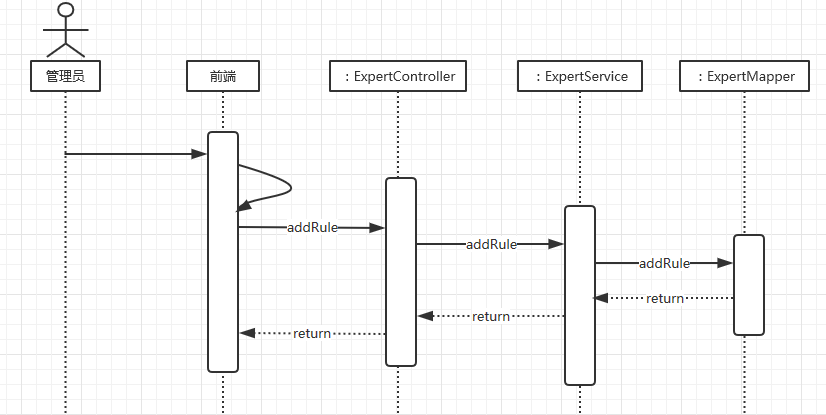 管理员
前端
: ExpertController
: ExpertService
: ExpertMapper
addRule
addRule
addRule
return
return
return